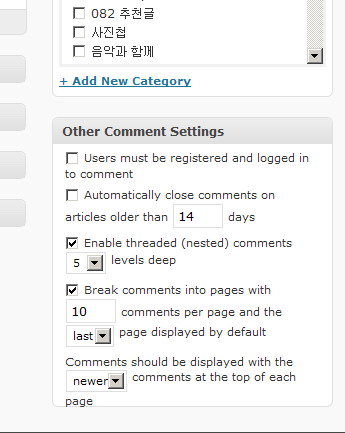 082 추천글
사진첩
음악과 함께
+ Add New Category
Other Comment Settings
Users must be registered and logged in
to comment
Automatically close comments on
articles older than 14 days
Enable threaded (nested) comments
5 levels deep
Break comments into pages with
10 comments per page and the
last page displayed by default
Comments should be displayed with the
newer comments at the top of each
page